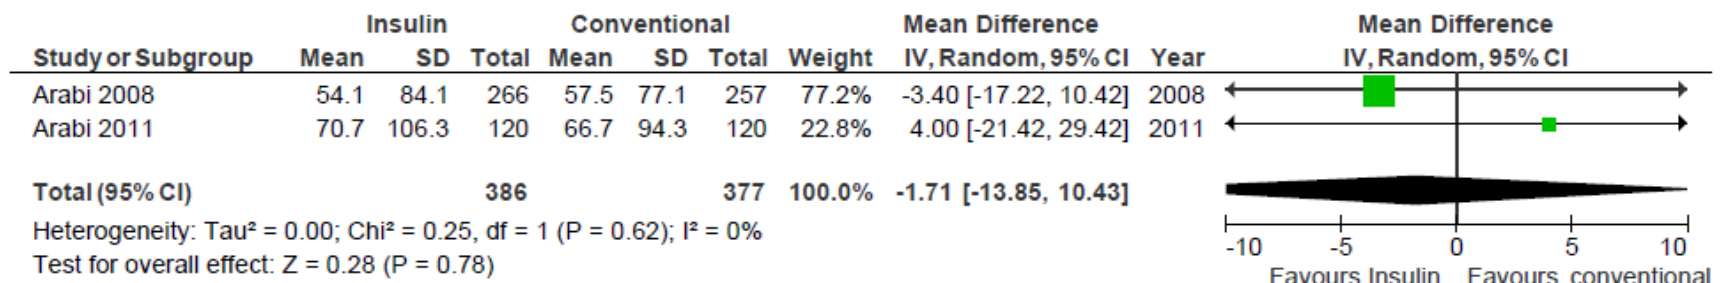 Insulin Conventional Mean Difference Mean Difference
Study or Subgroup Mean SD Total Mean SD Total Weight IV, Random, 95% CI Year IV, Random, 95% CI
Arabi 2008 54.1 84.1 266 57.5 77.1 257 77.2% -3.40 [-17.22, 10.42] 2008
Arabi 2011 70.7 106.3 120 66.7 94.3 120 22.8% 4.00 [-21.42, 29.42] 2011
Total (95% CI) 386 377 100.0% -1.71 [-13.85, 10.43]
Heterogeneity: Tau² = 0.00; Chi² = 0.25, df = 1 (P = 0.62); I² = 0%
Test for overall effect: Z = 0.28 (P = 0.78)
-10 -5 0 5 10
Favours Insulin Favours conventional